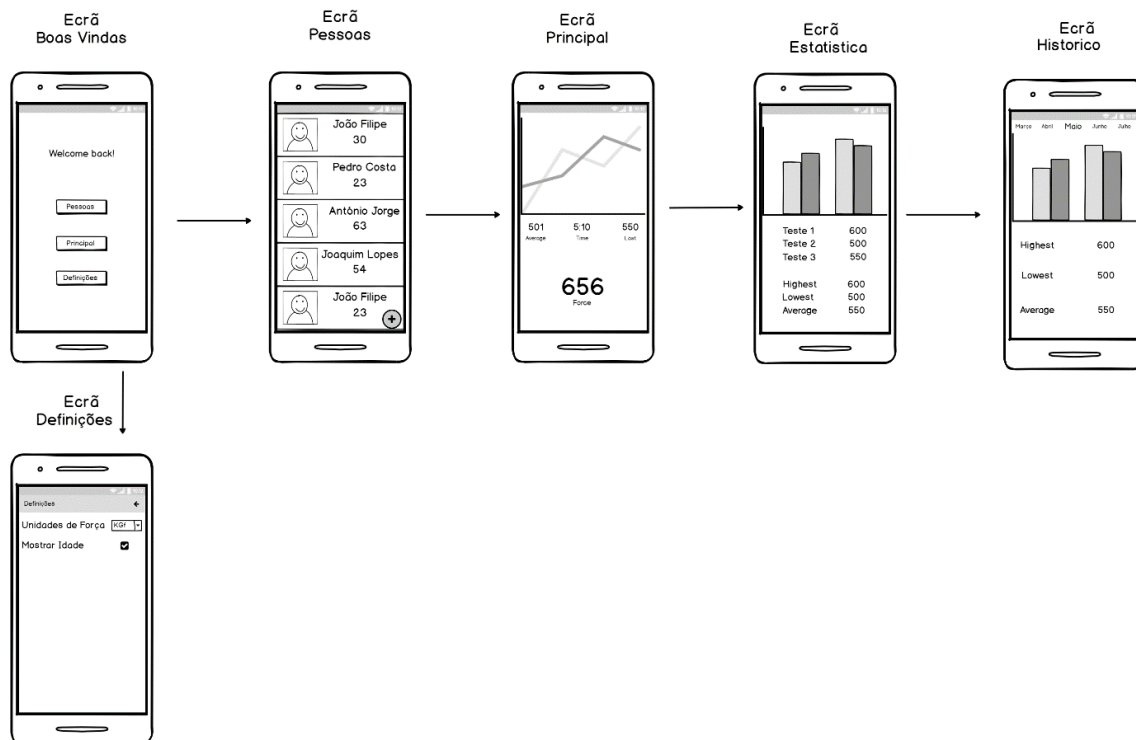 Ecrã
Boas Vindas
Welcome back!
Pessoas
Principal
Definições
Ecrã
Pessoas
João Filipe
30
Pedro Costa
23
António Jorge
63
Joaquim Lopes
54
João Filipe
23
+
Ecrã
Principal
501 5:10 550
Average Time Last
656
Force
Ecrã
Estatistica
Teste 1 600
Teste 2 500
Teste 3 550
Highest 600
Lowest 500
Average 550
Ecrã
Historico
Março Abril Maio Junho Julho
Highest 600
Lowest 500
Average 550
Ecrã
Definições
Definições
Unidades de Força KGf
Mostrar Idade